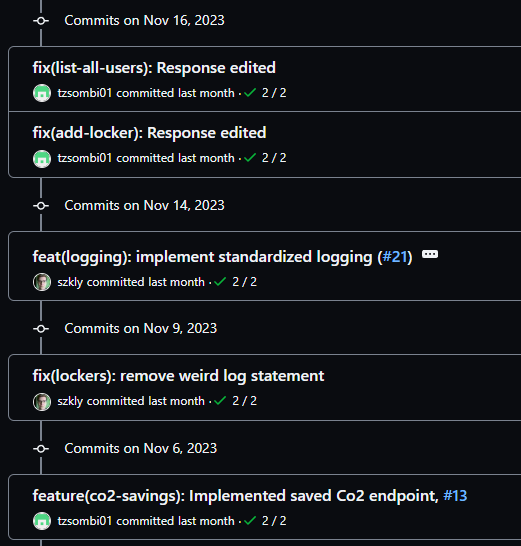 Commits on Nov 16, 2023
fix(list-all-users): Response edited
tzsombi01 committed last month · ✓ 2 / 2
fix(add-locker): Response edited
tzsombi01 committed last month · ✓ 2 / 2
Commits on Nov 14, 2023
feat(logging): implement standardized logging (#21) ...
szkly committed last month · ✓ 2 / 2
Commits on Nov 9, 2023
fix(lockers): remove weird log statement
szkly committed last month · ✓ 2 / 2
Commits on Nov 6, 2023
feature(co2-savings): Implemented saved Co2 endpoint, #13
tzsombi01 committed last month · ✓ 2 / 2